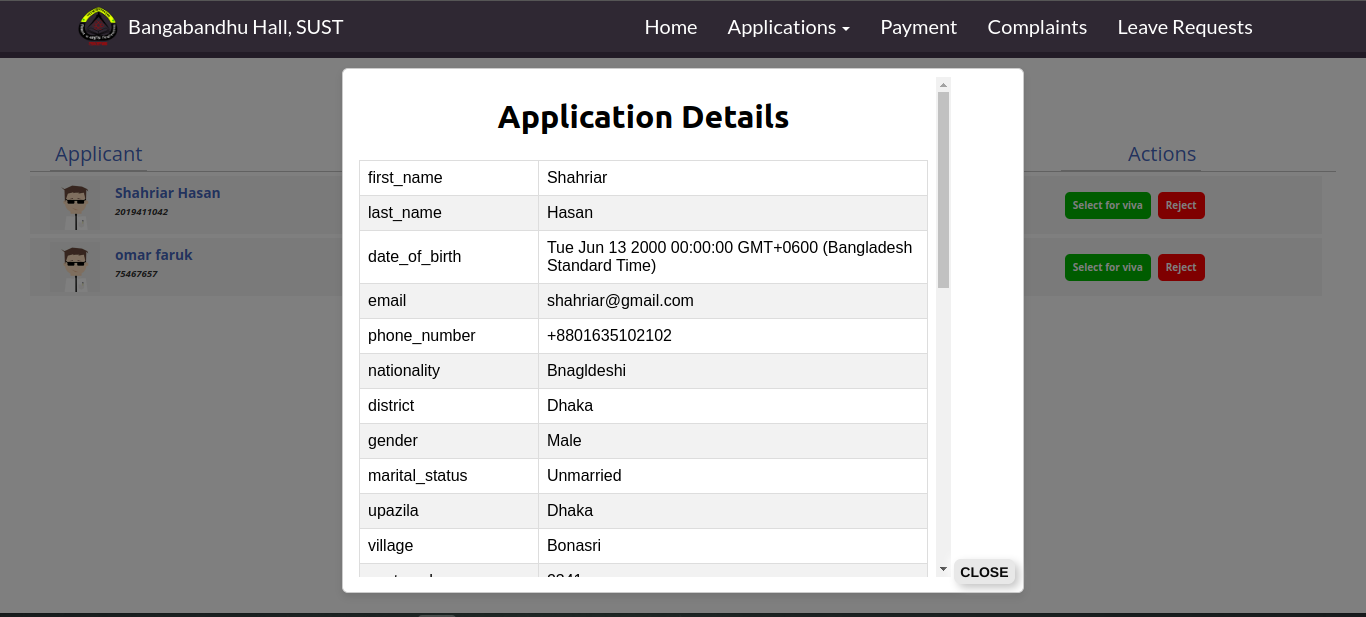 Bangabandhu Hall, SUST
Home
Applications
Payment
Complaints
Leave Requests
Application Details
first_name Shahriar
last_name Hasan
date_of_birth Tue Jun 13 2000 00:00:00 GMT+0600 (Bangladesh
Standard Time)
email shahriar@gmail.com
phone_number +8801635102102
nationality Bnagldeshi
district Dhaka
gender Male
marital_status Unmarried
upazila Dhaka
village Bonasri
CLOSE
Applicant
Actions
Shahriar Hasan
2019411042
Select for viva Reject
omar faruk
75467657
Select for viva Reject